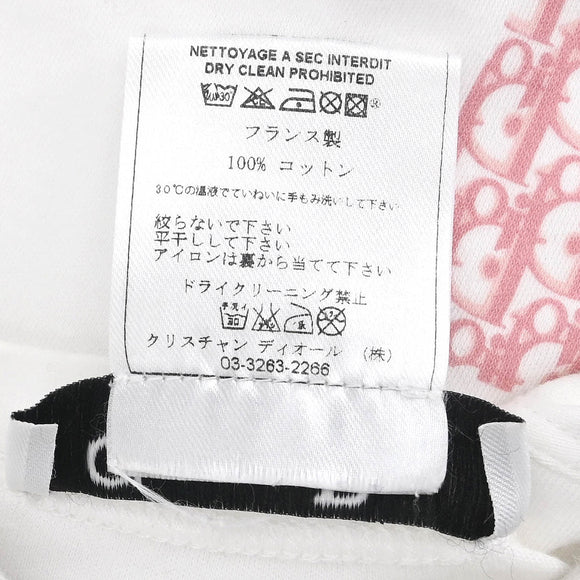 NETTOYAGE A SEC INTERDIT
DRY CLEAN PROHIBITED
フランス製
100% コットン
30℃の温液でていねいに手もみ洗いして下さい
絞らないで下さい
平干しして下さい
アイロンは裏から当てて下さい
ドライクリーニング禁止
クリスチャン ディオール (株)
03-3263-2266